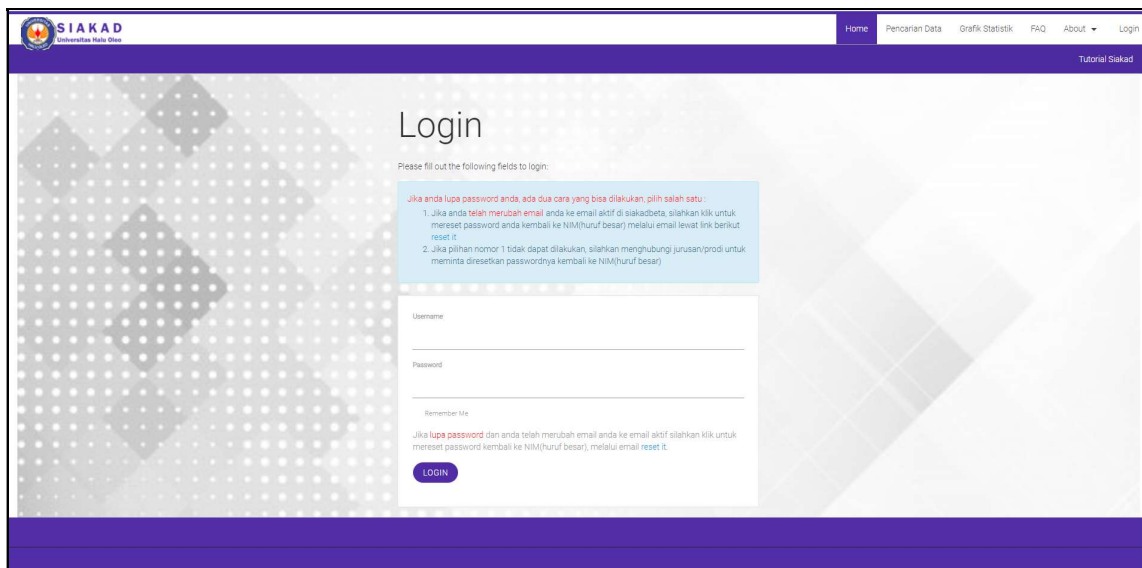 SIAKAD
Universitas Halu Oleo
Home Pencarian Data Grafik Statistik FAQ About Login
Tutorial Siakad
Login
Please fill out the following fields to login:
Jika anda lupa password anda, ada dua cara yang bisa dilakukan, pilih salah satu :
1. Jika anda telah merubah email anda ke email aktif di siakadbeta, silahkan klik untuk
mereset password anda kembali ke NIM(huruf besar) melalui email lewat link berikut
reset it
2. Jika pilihan nomor 1 tidak dapat dilakukan, silahkan menghubungi jurusan/prodi untuk
meminta diresetkan passwordnya kembali ke NIM(huruf besar)
Username
Password
Remember Me
Jika lupa password dan anda telah merubah email anda ke email aktif silahkan klik untuk
mereset password kembali ke NIM(huruf besar), melalui email reset it.
LOGIN